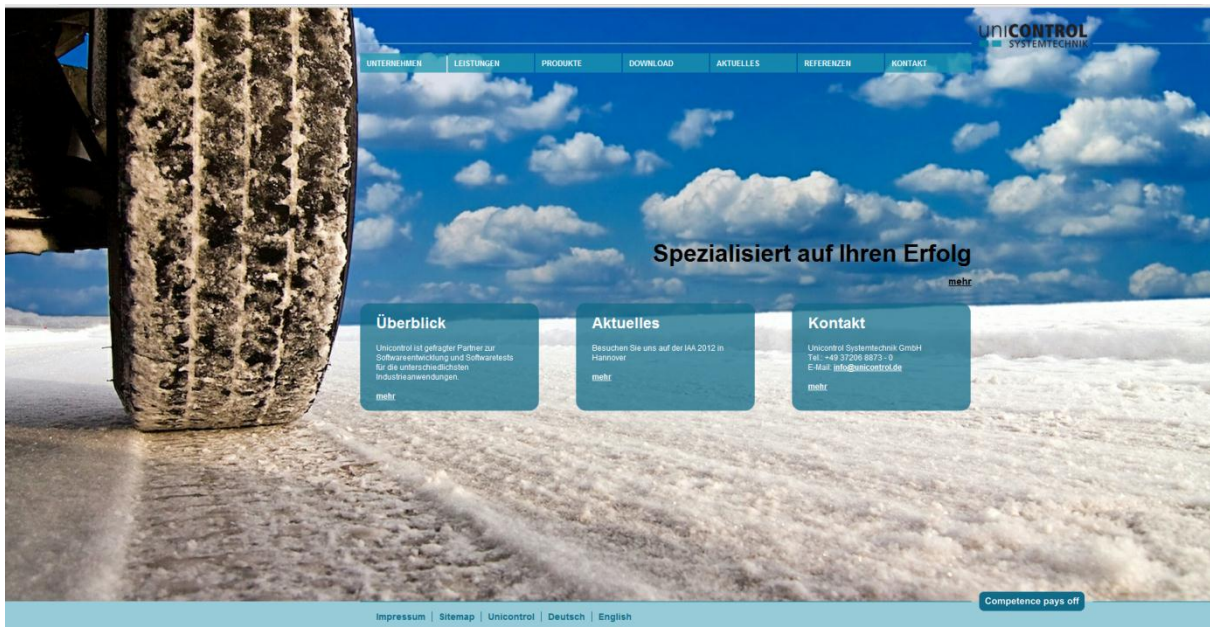 uniCONTROL
SYSTEMTECHNIK
UNTERNEHMEN LEISTUNGEN PRODUKTE DOWNLOAD AKTUELLES REFERENZEN KONTAKT
Spezialisiert auf Ihren Erfolg
mehr
Überblick
Unicontrol ist gefragter Partner zur
Softwareentwicklung und Softwaretests
für die unterschiedlichsten
Industrieanwendungen.
mehr
Aktuelles
Besuchen Sie uns auf der IAA 2012 in
Hannover
mehr
Kontakt
Unicontrol Systemtechnik GmbH
Tel.: +49 37206 8873 - 0
E-Mail: info@unicontrol.de
mehr
Competence pays off
Impressum | Sitemap | Unicontrol | Deutsch | English